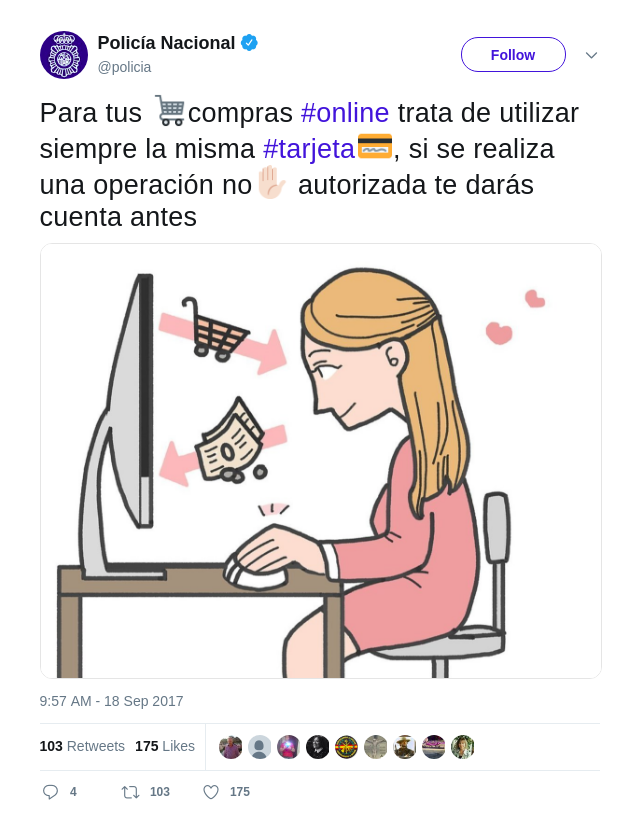 Policía Nacional
@policia
Follow
Para tus compras #online trata de utilizar
siempre la misma #tarjeta, si se realiza
una operación no autorizada te darás
cuenta antes
9:57 AM - 18 Sep 2017
103 Retweets 175 Likes
4 103 175